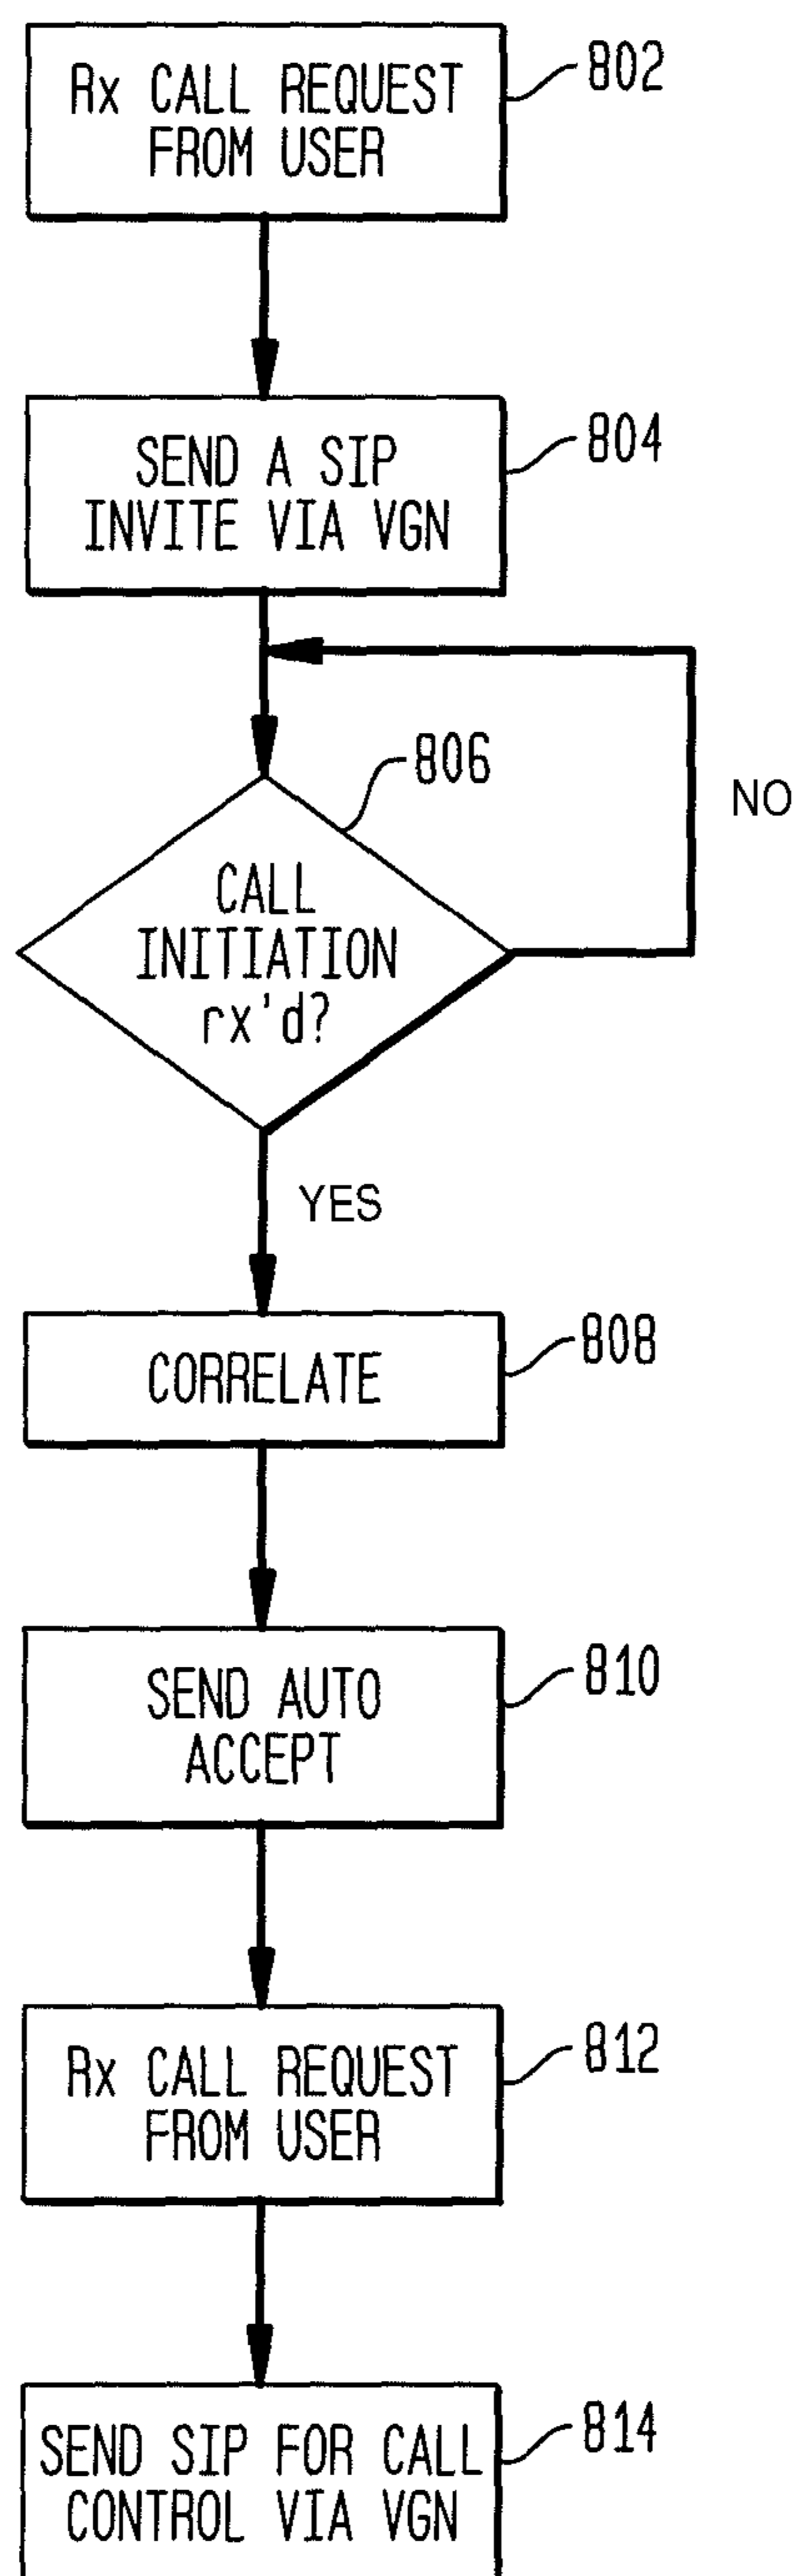 Rx CALL REQUEST
FROM USER
802
SEND A SIP
INVITE VIA VGN
804
806
CALL
INITIATION
rx'd?
NO
YES
CORRELATE
808
SEND AUTO
ACCEPT
810
Rx CALL REQUEST
FROM USER
812
SEND SIP FOR CALL
CONTROL VIA VGN
814